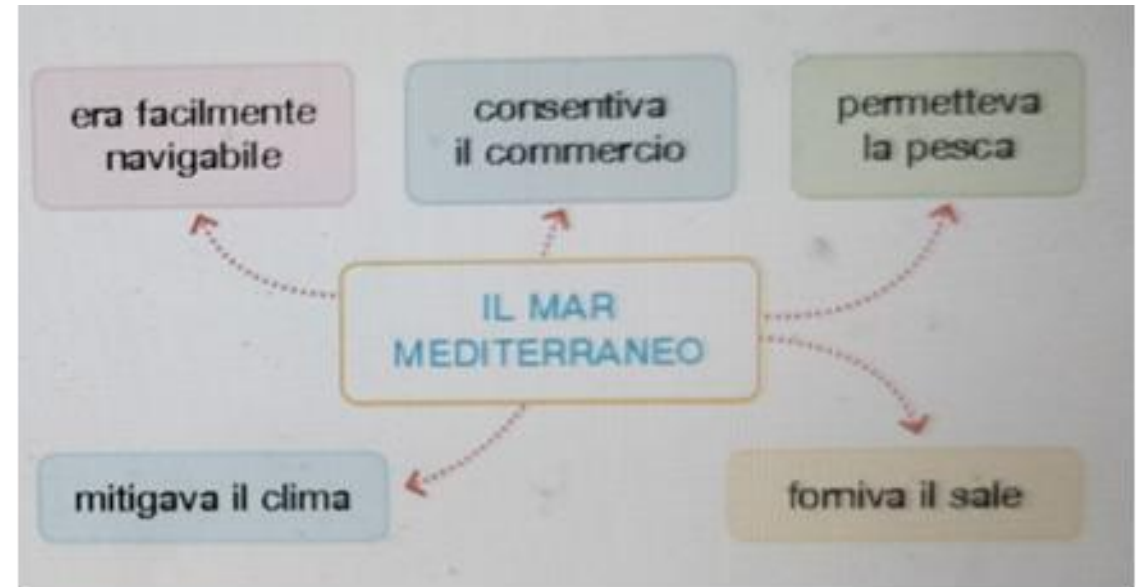 era facilmente
navigabile
consentiva
il commercio
permetteva
la pesca
IL MAR
MEDITERRANEO
mitigava il clima
forniva il sale